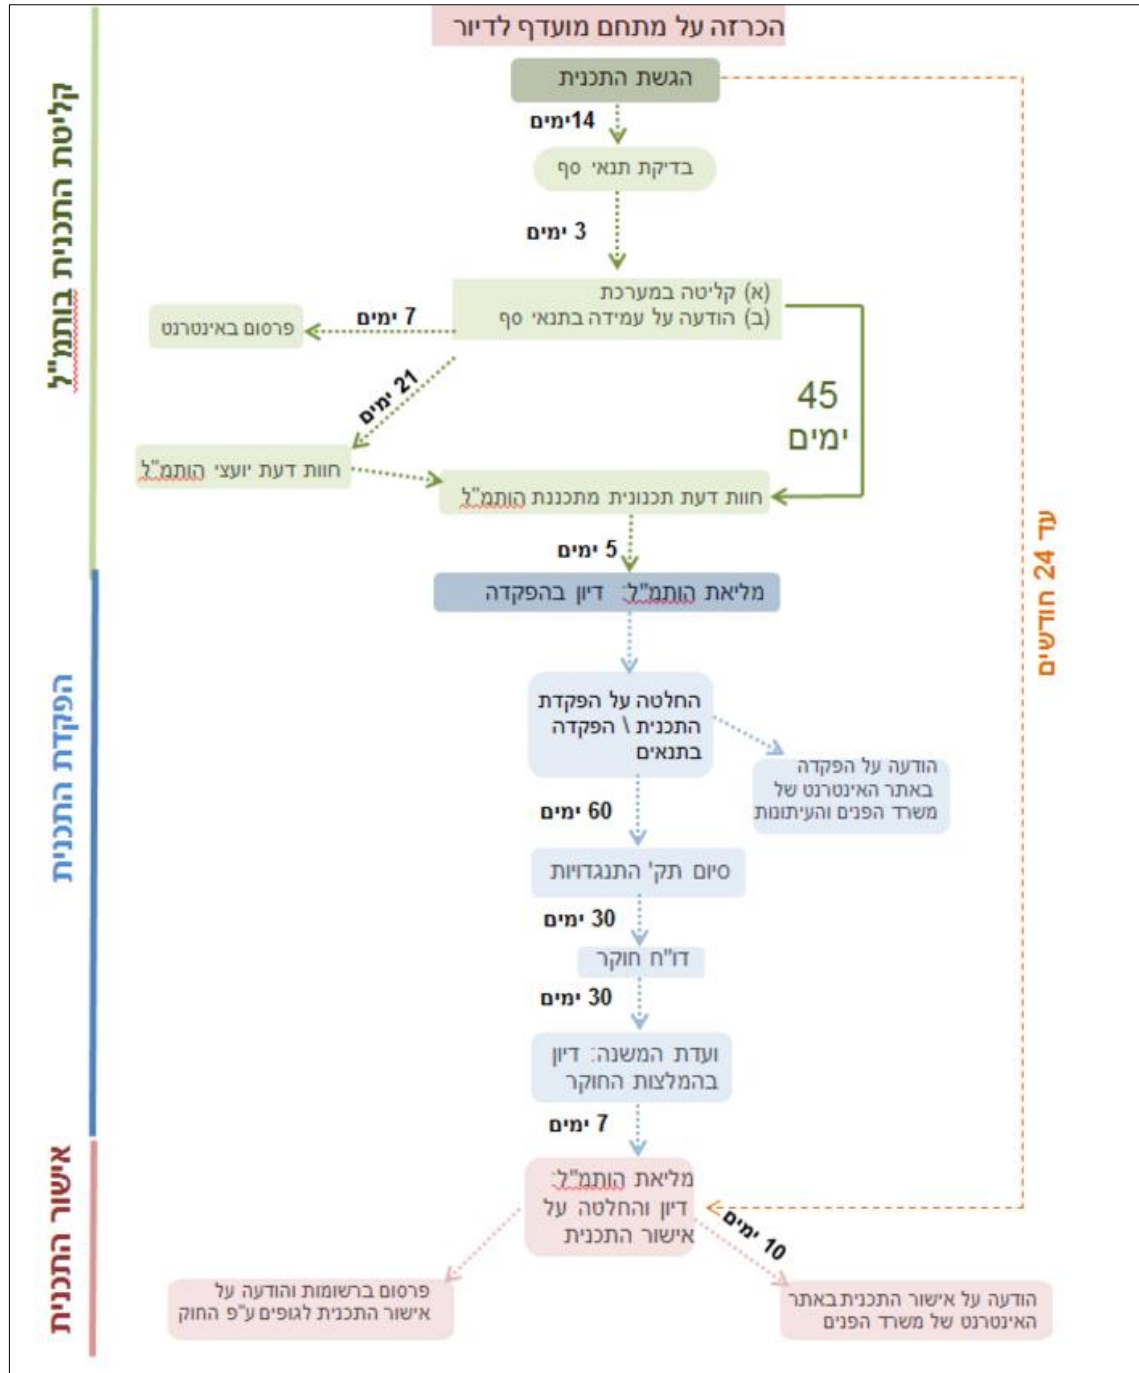 הכרזה על מתחם מועדף לדיור
קליטת התכנית בותמ"ל
הגשת התכנית
14ימים
בדיקת תנאי סף
3 ימים
(א) קליטה במערכת
(ב) הודעה על עמידה בתנאי סף
7 ימים
פרסום באינטרנט
21 ימים
45
ימים
חוות דעת יועצי הותמ"ל
חוות דעת תכנונית מתכננת הותמ"ל
5 ימים
עד 24 חודשים
הפקדת התכנית
מליאת הותמ"ל: דיון בהפקדה
החלטה על הפקדת
התכנית \ הפקדה
בתנאים
הודעה על הפקדה
באתר האינטרנט של
משרד הפנים והעיתונות
60 ימים
סיום תק' התנגדויות
30 ימים
דו"ח חוקר
30 ימים
ועדת המשנה: דיון
בהמלצות החוקר
7 ימים
אישור התכנית
מליאת הותמ"ל:
דיון והחלטה על
אישור התכנית
10 ימים
הודעה על אישור התכנית באתר
האינטרנט של משרד הפנים
פרסום ברשומות והודעה על
אישור התכנית לגופים ע"פ החוק